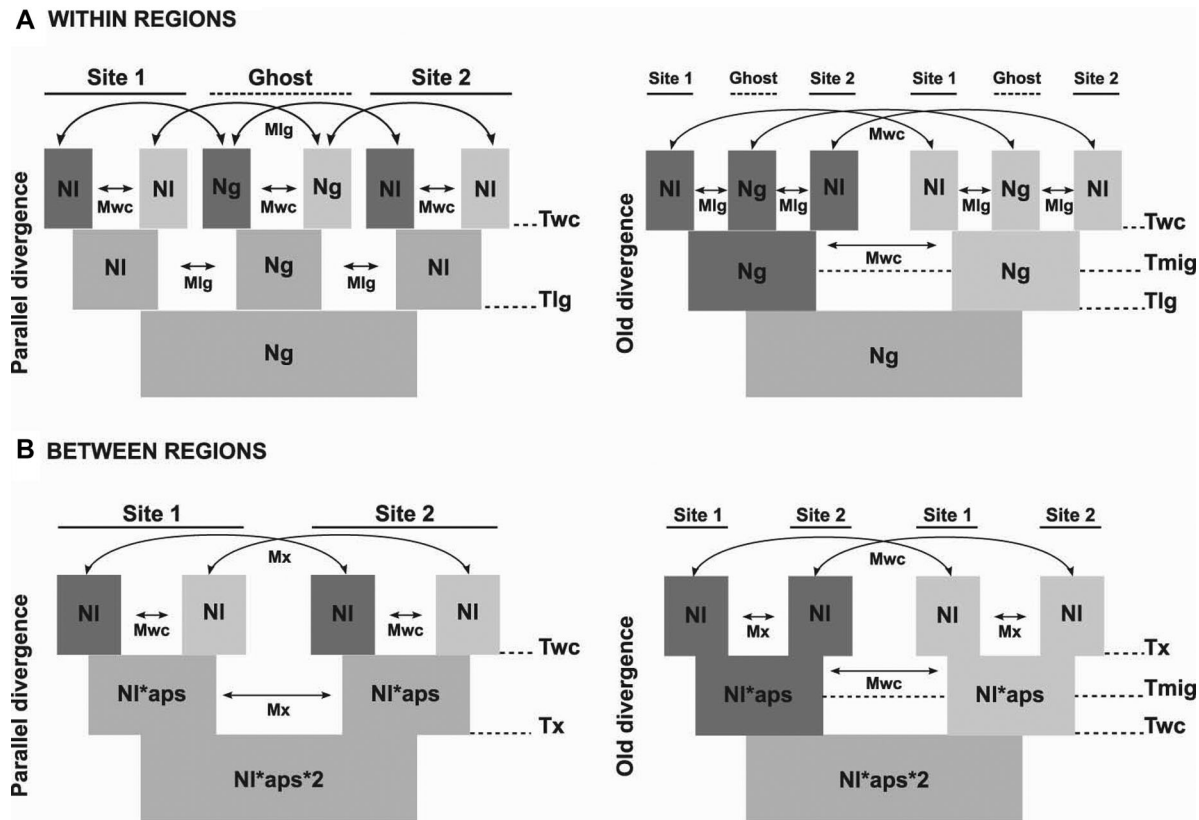 A WITHIN REGIONS
Site 1 Ghost Site 2
Mlg
Nl Nl Ng Ng Nl Nl
Mwc Mwc Mwc
Twc
Nl Ng Nl
Mlg Mlg
Tlg
Ng
Parallel divergence
Site 1 Ghost Site 2 Site 1 Ghost Site 2
Mwc
Nl Ng Nl Nl Ng Nl
Mlg Mlg Mlg Mlg
Twc
Ng Mwc Ng
Tmig
Tlg
Ng
Old divergence
B BETWEEN REGIONS
Site 1 Site 2
Mx
Nl Nl Nl Nl
Mwc Mwc
Twc
Nl*aps Nl*aps
Mx
Tx
Nl*aps*2
Parallel divergence
Site 1 Site 2 Site 1 Site 2
Mwc
Nl Nl Nl Nl
Mx Mx
Tx
Nl*aps Mwc Nl*aps
Tmig
Twc
Nl*aps*2
Old divergence